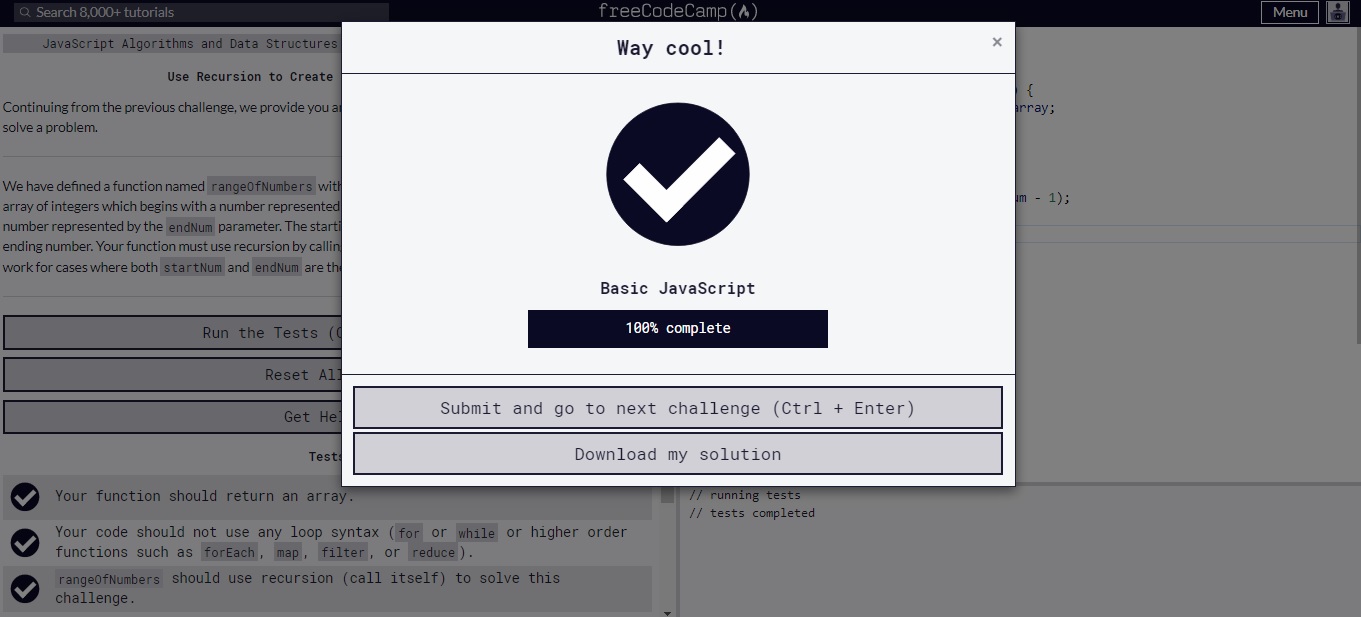 Search 8,000+ tutorials
freeCodeCamp
Menu
JavaScript Algorithms and Data Structures
Use Recursion to Create
Continuing from the previous challenge, we provide you
solve a problem.
We have defined a function named rangeOfNumbers with
array of integers which begins with a number represented
number represented by the endNum parameter. The
ending number. Your function must use recursion by calling
work for cases where both startNum and endNum are
Run the Tests
Reset All
Get
Tests
Way cool!
×
Basic JavaScript
100% complete
Submit and go to next challenge (Ctrl + Enter)
Download my solution
) {
array;
- 1);
Your function should return an array.
Your code should not use any loop syntax (for or while or higher order
functions such as forEach, map, filter, or reduce).
rangeOfNumbers should use recursion (call itself) to solve this
challenge.
// running tests
// tests completed